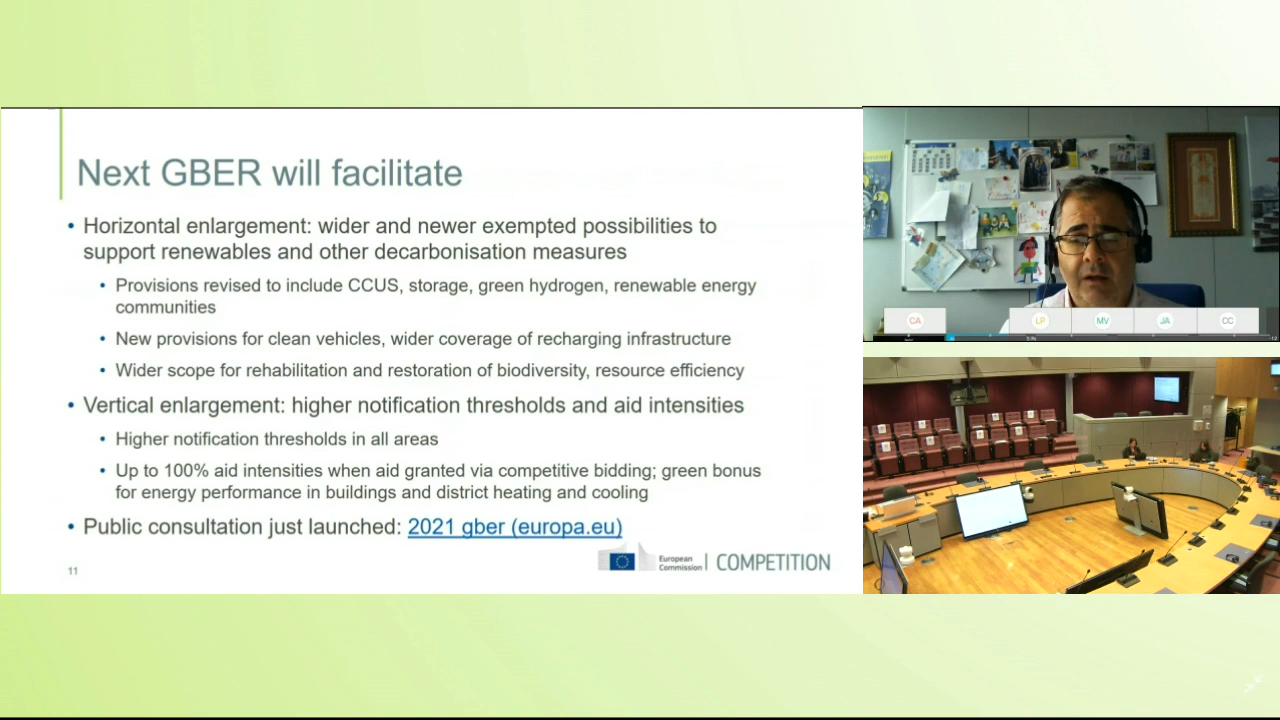 Next GBER will facilitate
• Horizontal enlargement: wider and newer exempted possibilities to
support renewables and other decarbonisation measures
• Provisions revised to include CCUS, storage, green hydrogen, renewable energy
communities
• New provisions for clean vehicles, wider coverage of recharging infrastructure
• Wider scope for rehabilitation and restoration of biodiversity, resource efficiency
• Vertical enlargement: higher notification thresholds and aid intensities
• Higher notification thresholds in all areas
• Up to 100% aid intensities when aid granted via competitive bidding; green bonus
for energy performance in buildings and district heating and cooling
• Public consultation just launched: 2021 gber (europa.eu)
11
European
Commission
COMPETITION
CA
LP
MV
JA
CC